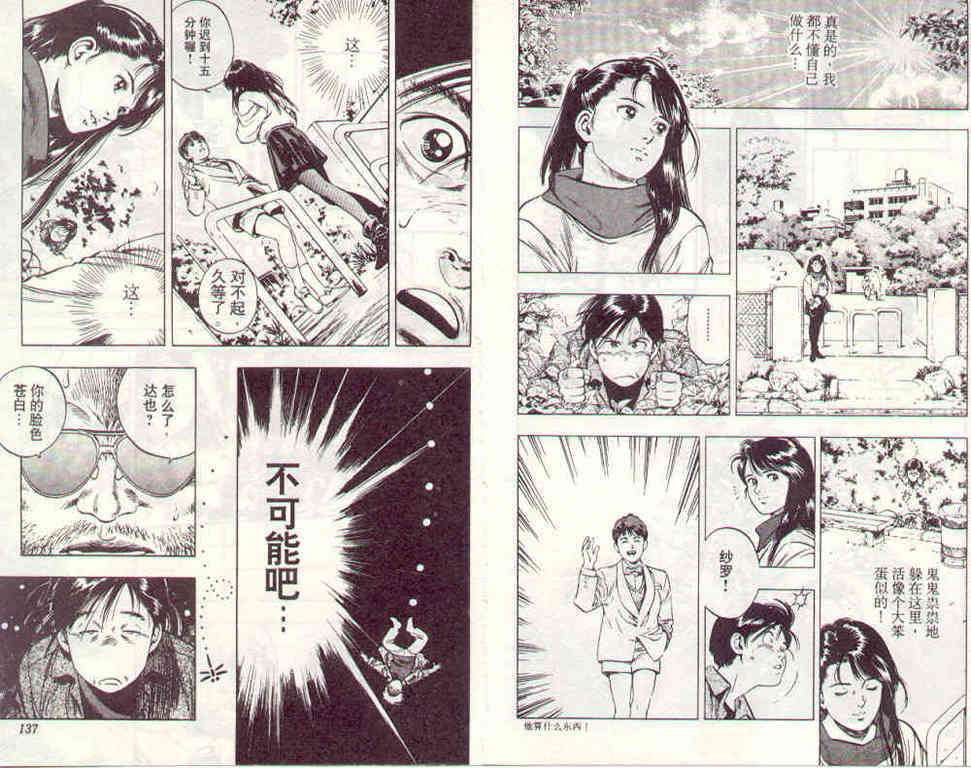 真是的,我
都不懂自己
做什么…
………
鬼鬼祟祟地
躲在这里,
活像个大笨
蛋似的!
纱罗!
他算什么东西!
这…
你迟到十五
分钟喔!
对不起
久等了
这…
不可能吧…
怎么了,
达也?
你的脸色
苍白…
137